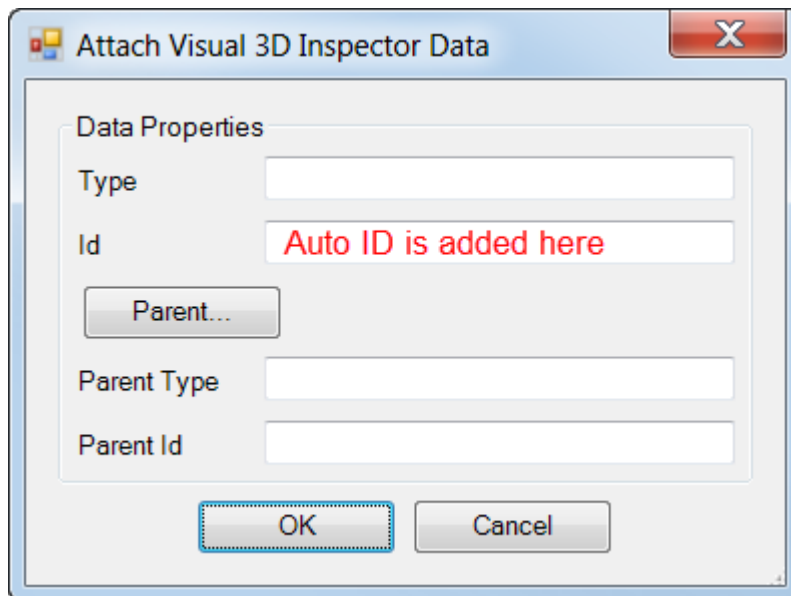 Attach Visual 3D Inspector Data
Data Properties
Type
Id
Auto ID is added here
Parent...
Parent Type
Parent Id
OK
Cancel